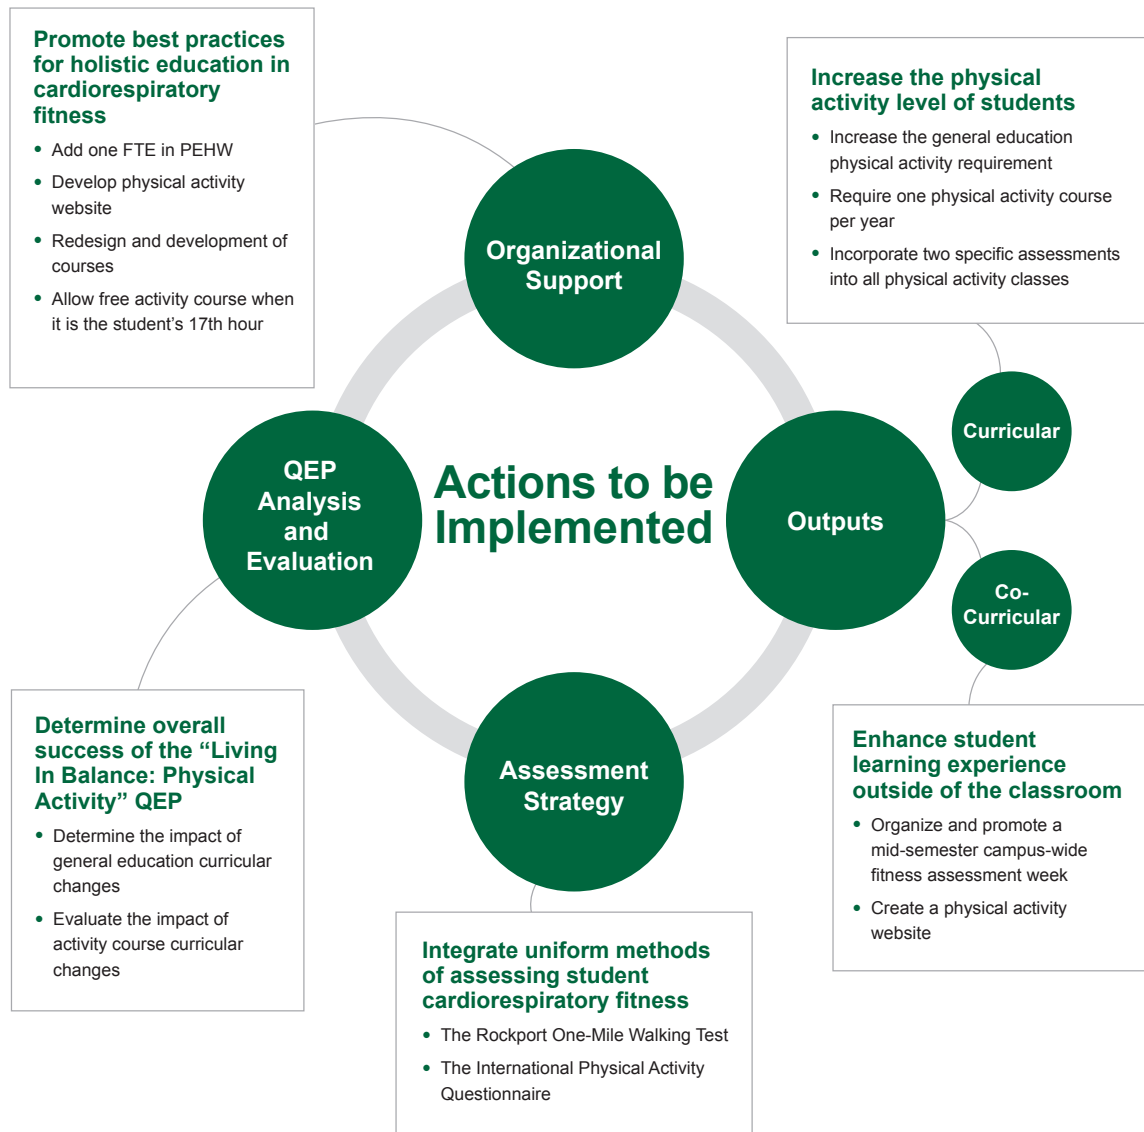 Promote best practices
for holistic education in
cardiorespiratory
fitness
• Add one FTE in PEHW
• Develop physical activity
website
• Redesign and development of
courses
• Allow free activity course when
it is the student’s 17th hour
Organizational
Support
Increase the physical
activity level of students
• Increase the general education
physical activity requirement
• Require one physical activity course
per year
• Incorporate two specific assessments
into all physical activity classes
Curricular
QEP
Analysis
and
Evaluation
Actions to be
Implemented
Outputs
Co-
Curricular
Determine overall
success of the “Living
In Balance: Physical
Activity” QEP
• Determine the impact of
general education curricular
changes
• Evaluate the impact of
activity course curricular
changes
Assessment
Strategy
Enhance student
learning experience
outside of the classroom
• Organize and promote a
mid-semester campus-wide
fitness assessment week
• Create a physical activity
website
Integrate uniform methods
of assessing student
cardiorespiratory fitness
• The Rockport One-Mile Walking Test
• The International Physical Activity
Questionnaire